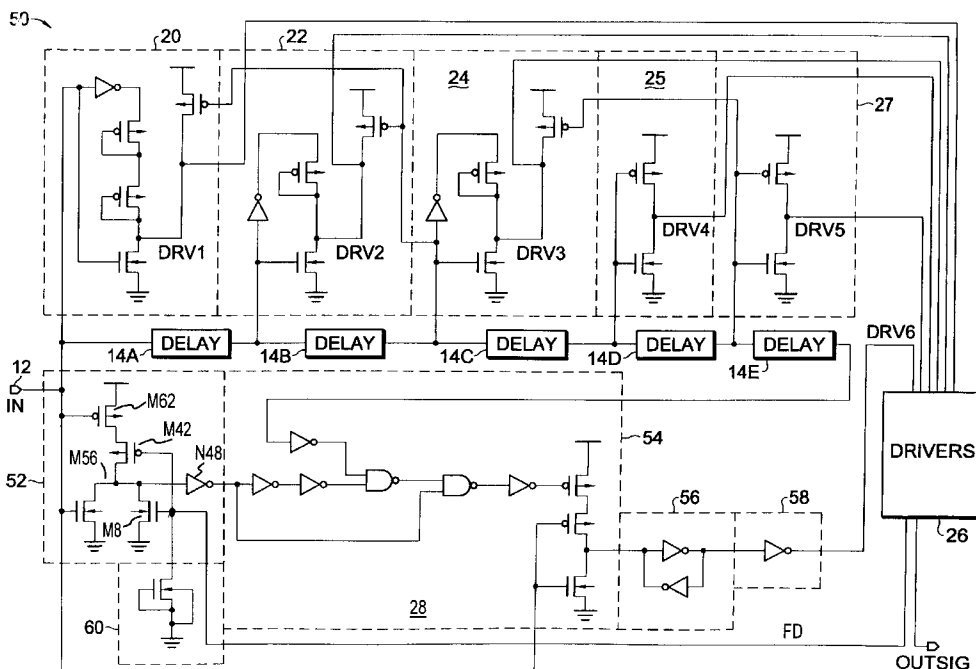 50
20
22
24
25
27
DRV1
DRV2
DRV3
DRV4
DRV5
DELAY
DELAY
DELAY
DELAY
DELAY
14A
14B
14C
14D
14E
DRV6
12
IN
M62
M42
M56
N48
52
M8
54
56
58
DRIVERS
26
60
28
FD
OUTSIG